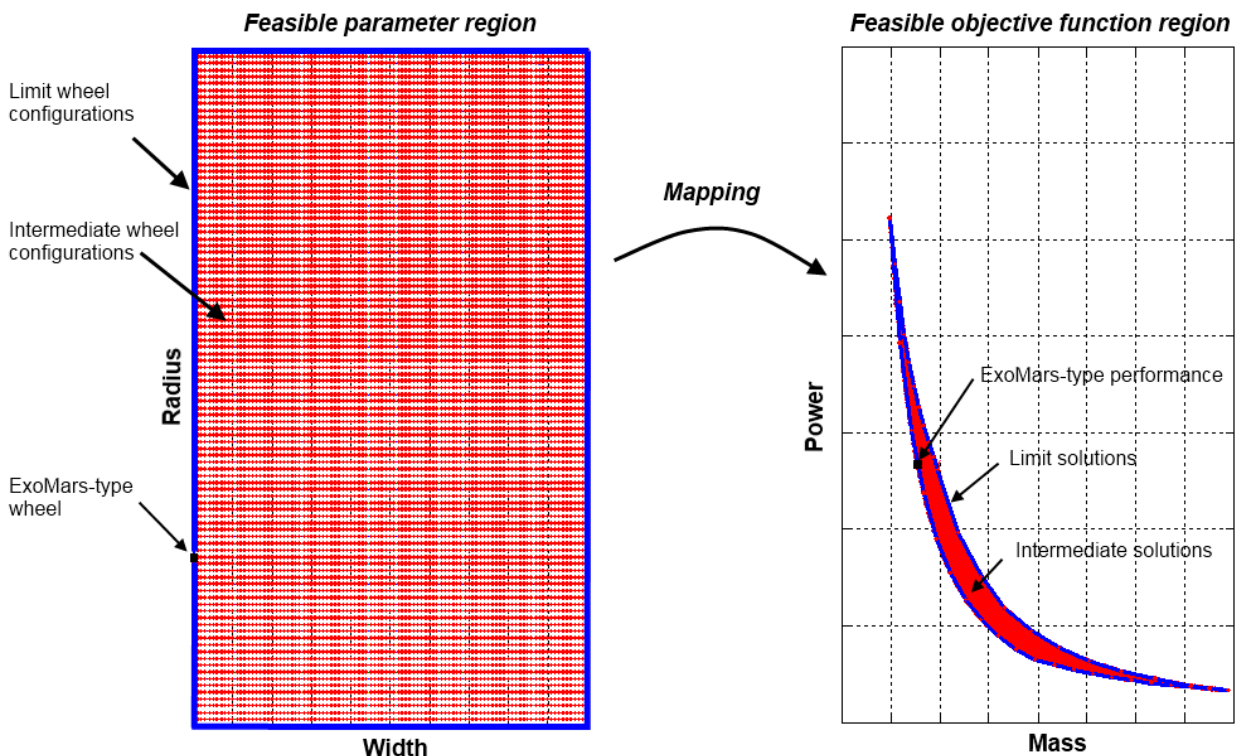 Feasible parameter region
Feasible objective function region
Limit wheel
configurations
Intermediate wheel
configurations
Radius
ExoMars-type
wheel
Width
Mapping
Power
ExoMars-type performance
Limit solutions
Intermediate solutions
Mass